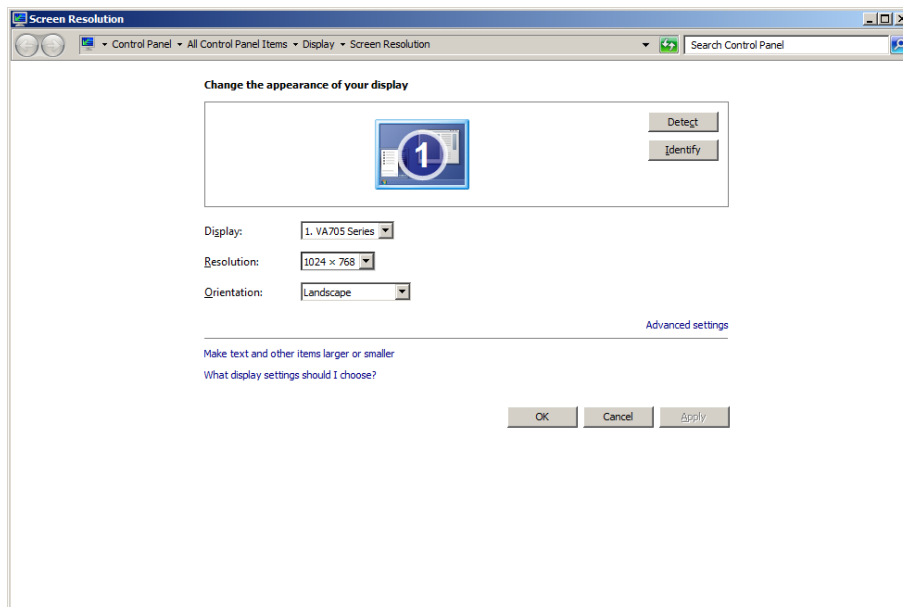 Screen Resolution
Control Panel All Control Panel Items Display Screen Resolution Search Control Panel
Change the appearance of your display
1
Detect
Identify
Display: 1. VA705 Series
Resolution: 1024 × 768
Orientation: Landscape
Advanced settings
Make text and other items larger or smaller
What display settings should I choose?
OK Cancel Apply